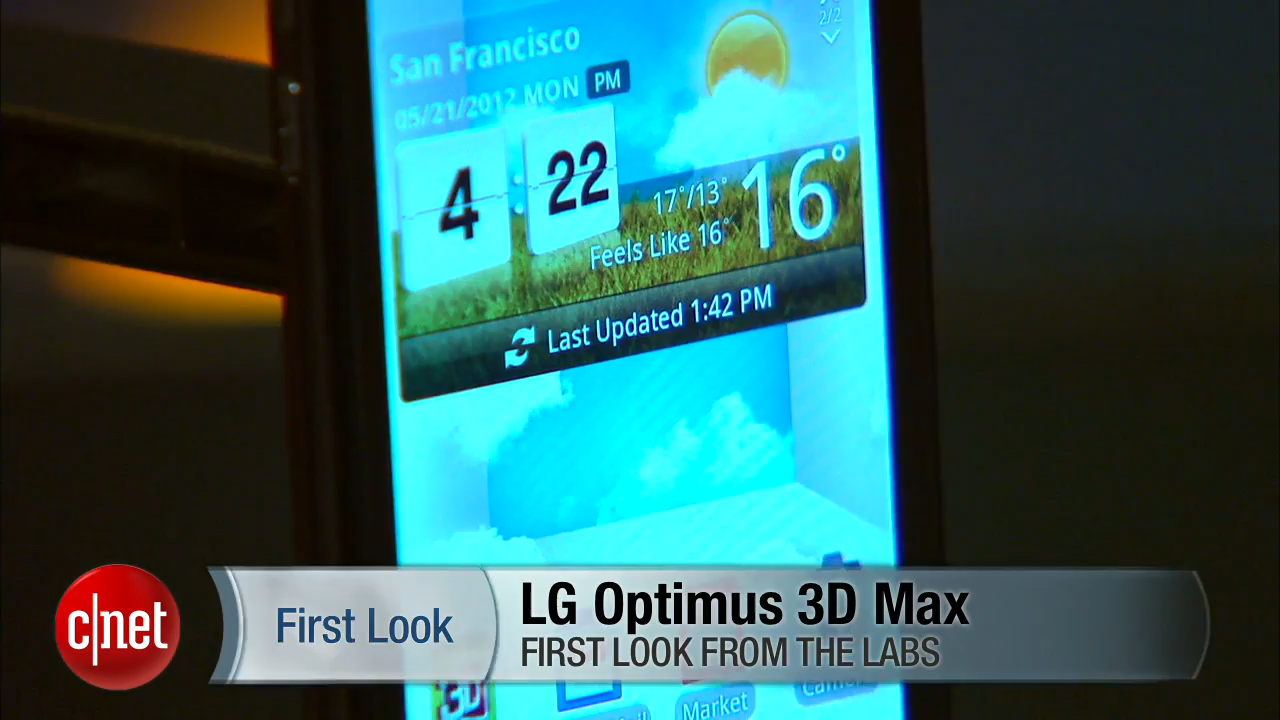 2/2
San Francisco
05/21/2012 MON PM
4 22
17°/13° 16°
Feels Like 16°
Last Updated 1:42 PM
c|net
First Look
LG Optimus 3D Max
FIRST LOOK FROM THE LABS
3D
Market